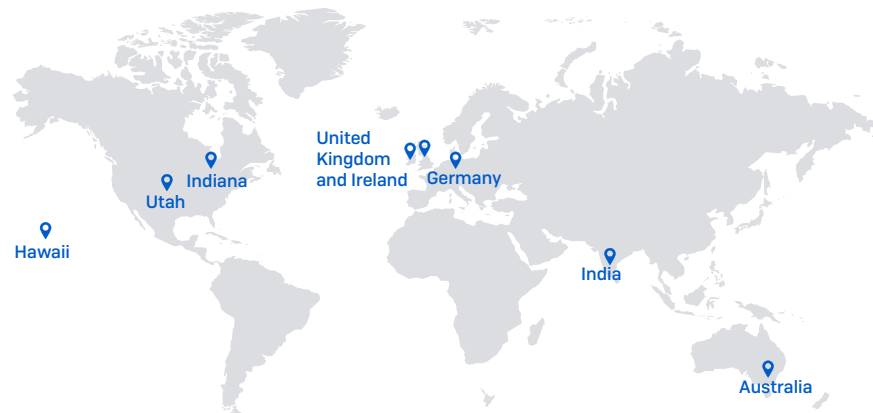 United
Kingdom
and Ireland
Germany
Indiana
Utah
Hawaii
India
Australia